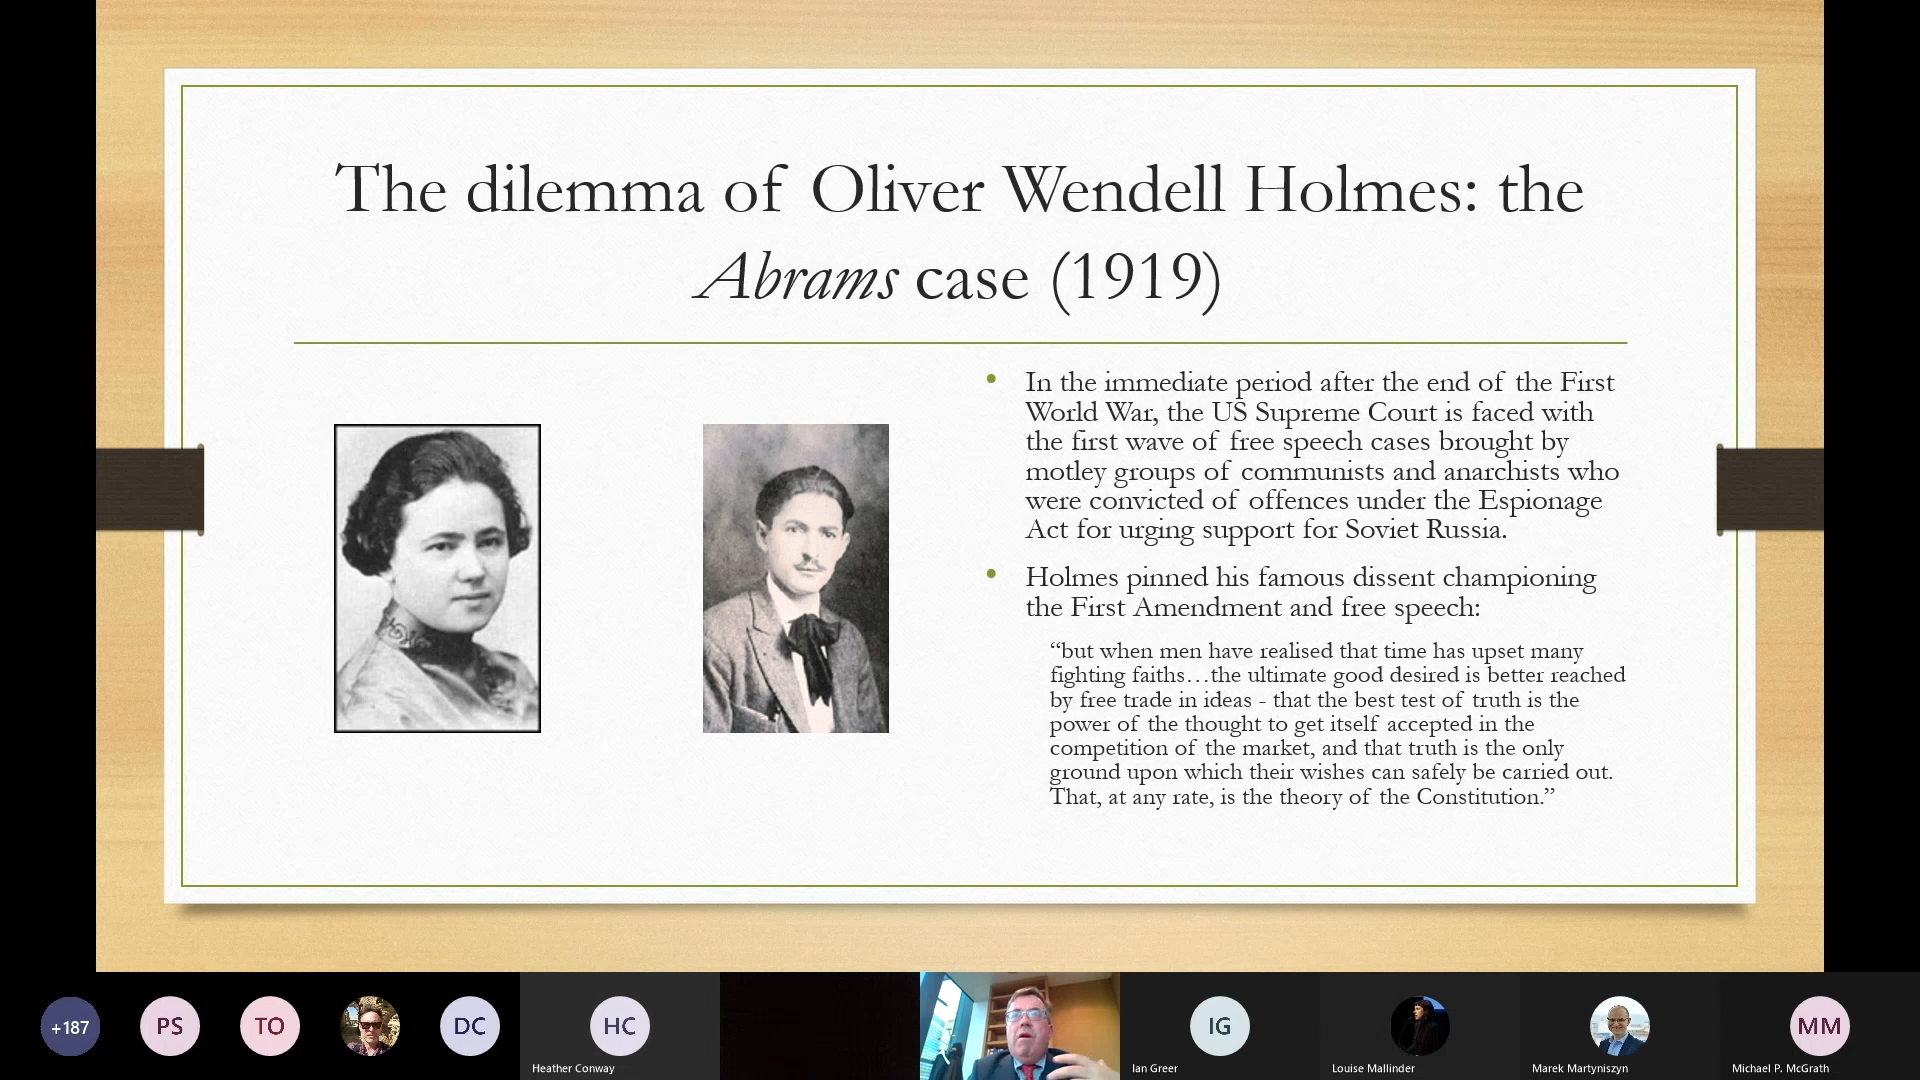 The dilemma of Oliver Wendell Holmes: the
Abrams case (1919)
• In the immediate period after the end of the First
World War, the US Supreme Court is faced with
the first wave of free speech cases brought by
motley groups of communists and anarchists who
were convicted of offences under the Espionage
Act for urging support for Soviet Russia.
• Holmes pinned his famous dissent championing
the First Amendment and free speech:
“but when men have realised that time has upset many
fighting faiths…the ultimate good desired is better reached
by free trade in ideas - that the best test of truth is the
power of the thought to get itself accepted in the
competition of the market, and that truth is the only
ground upon which their wishes can safely be carried out.
That, at any rate, is the theory of the Constitution.”
+187
PS
TO
DC
HC
Heather Conway
IG
Ian Greer
Louise Mallinder
Marek Martyniszyn
MM
Michael P. McGrath